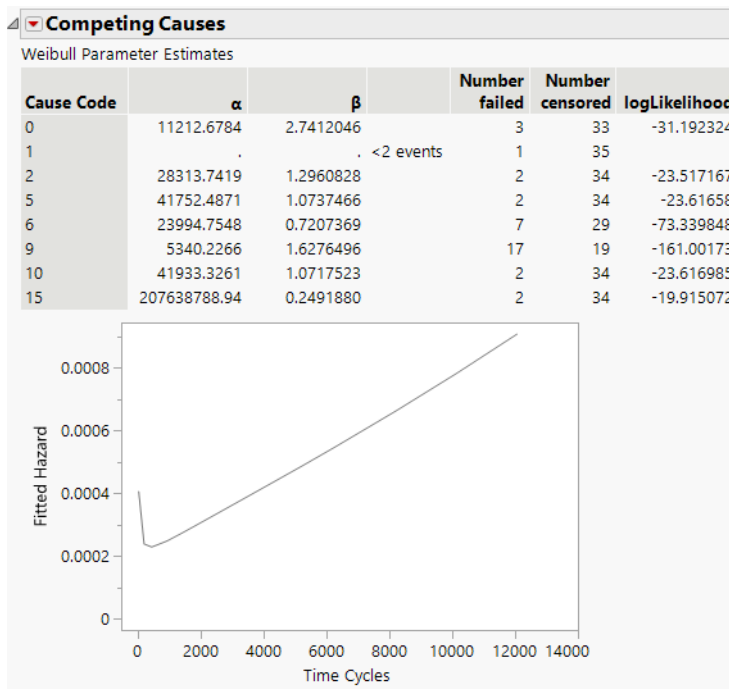 Competing Causes
Weibull Parameter Estimates
Number Number
Cause Code α β failed censored logLikelihood
0 11212.6784 2.7412046 3 33 -31.192324
1 . . <2 events 1 35
2 28313.7419 1.2960828 2 34 -23.517167
5 41752.4871 1.0737466 2 34 -23.61658
6 23994.7548 0.7207369 7 29 -73.339848
9 5340.2266 1.6276496 17 19 -161.00173
10 41933.3261 1.0717523 2 34 -23.616985
15 207638788.94 0.2491880 2 34 -19.915072
Fitted Hazard
0.0008
0.0006
0.0004
0.0002
0
0 2000 4000 6000 8000 10000 12000 14000
Time Cycles